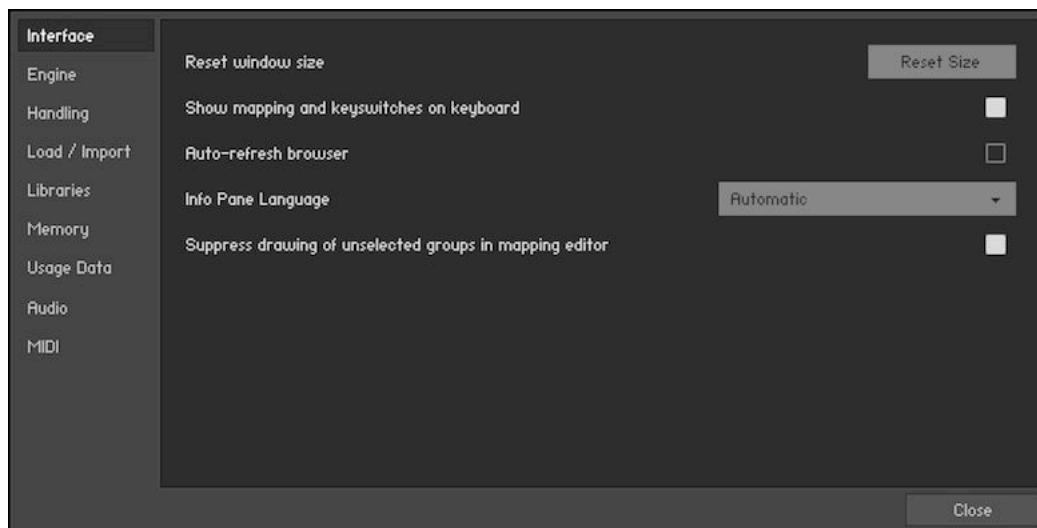 Interface
Engine
Handling
Load / Import
Libraries
Memory
Usage Data
Audio
MIDI
Reset window size
Reset Size
Show mapping and keyswitches on keyboard
Auto-refresh browser
Info Pane Language
Automatic
Suppress drawing of unselected groups in mapping editor
Close